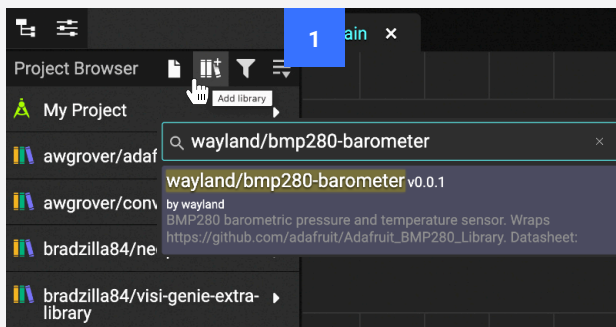 1
ain
Project Browser
Add library
My Project
wayland/bmp280-barometer
awgrover/adaf
wayland/bmp280-barometer v0.0.1
by wayland
awgrover/conv
BMP280 barometric pressure and temperature sensor. Wraps
https://github.com/adafruit/Adafruit_BMP280_Library. Datasheet:
bradzilla84/ne
bradzilla84/visi-genie-extra-
library